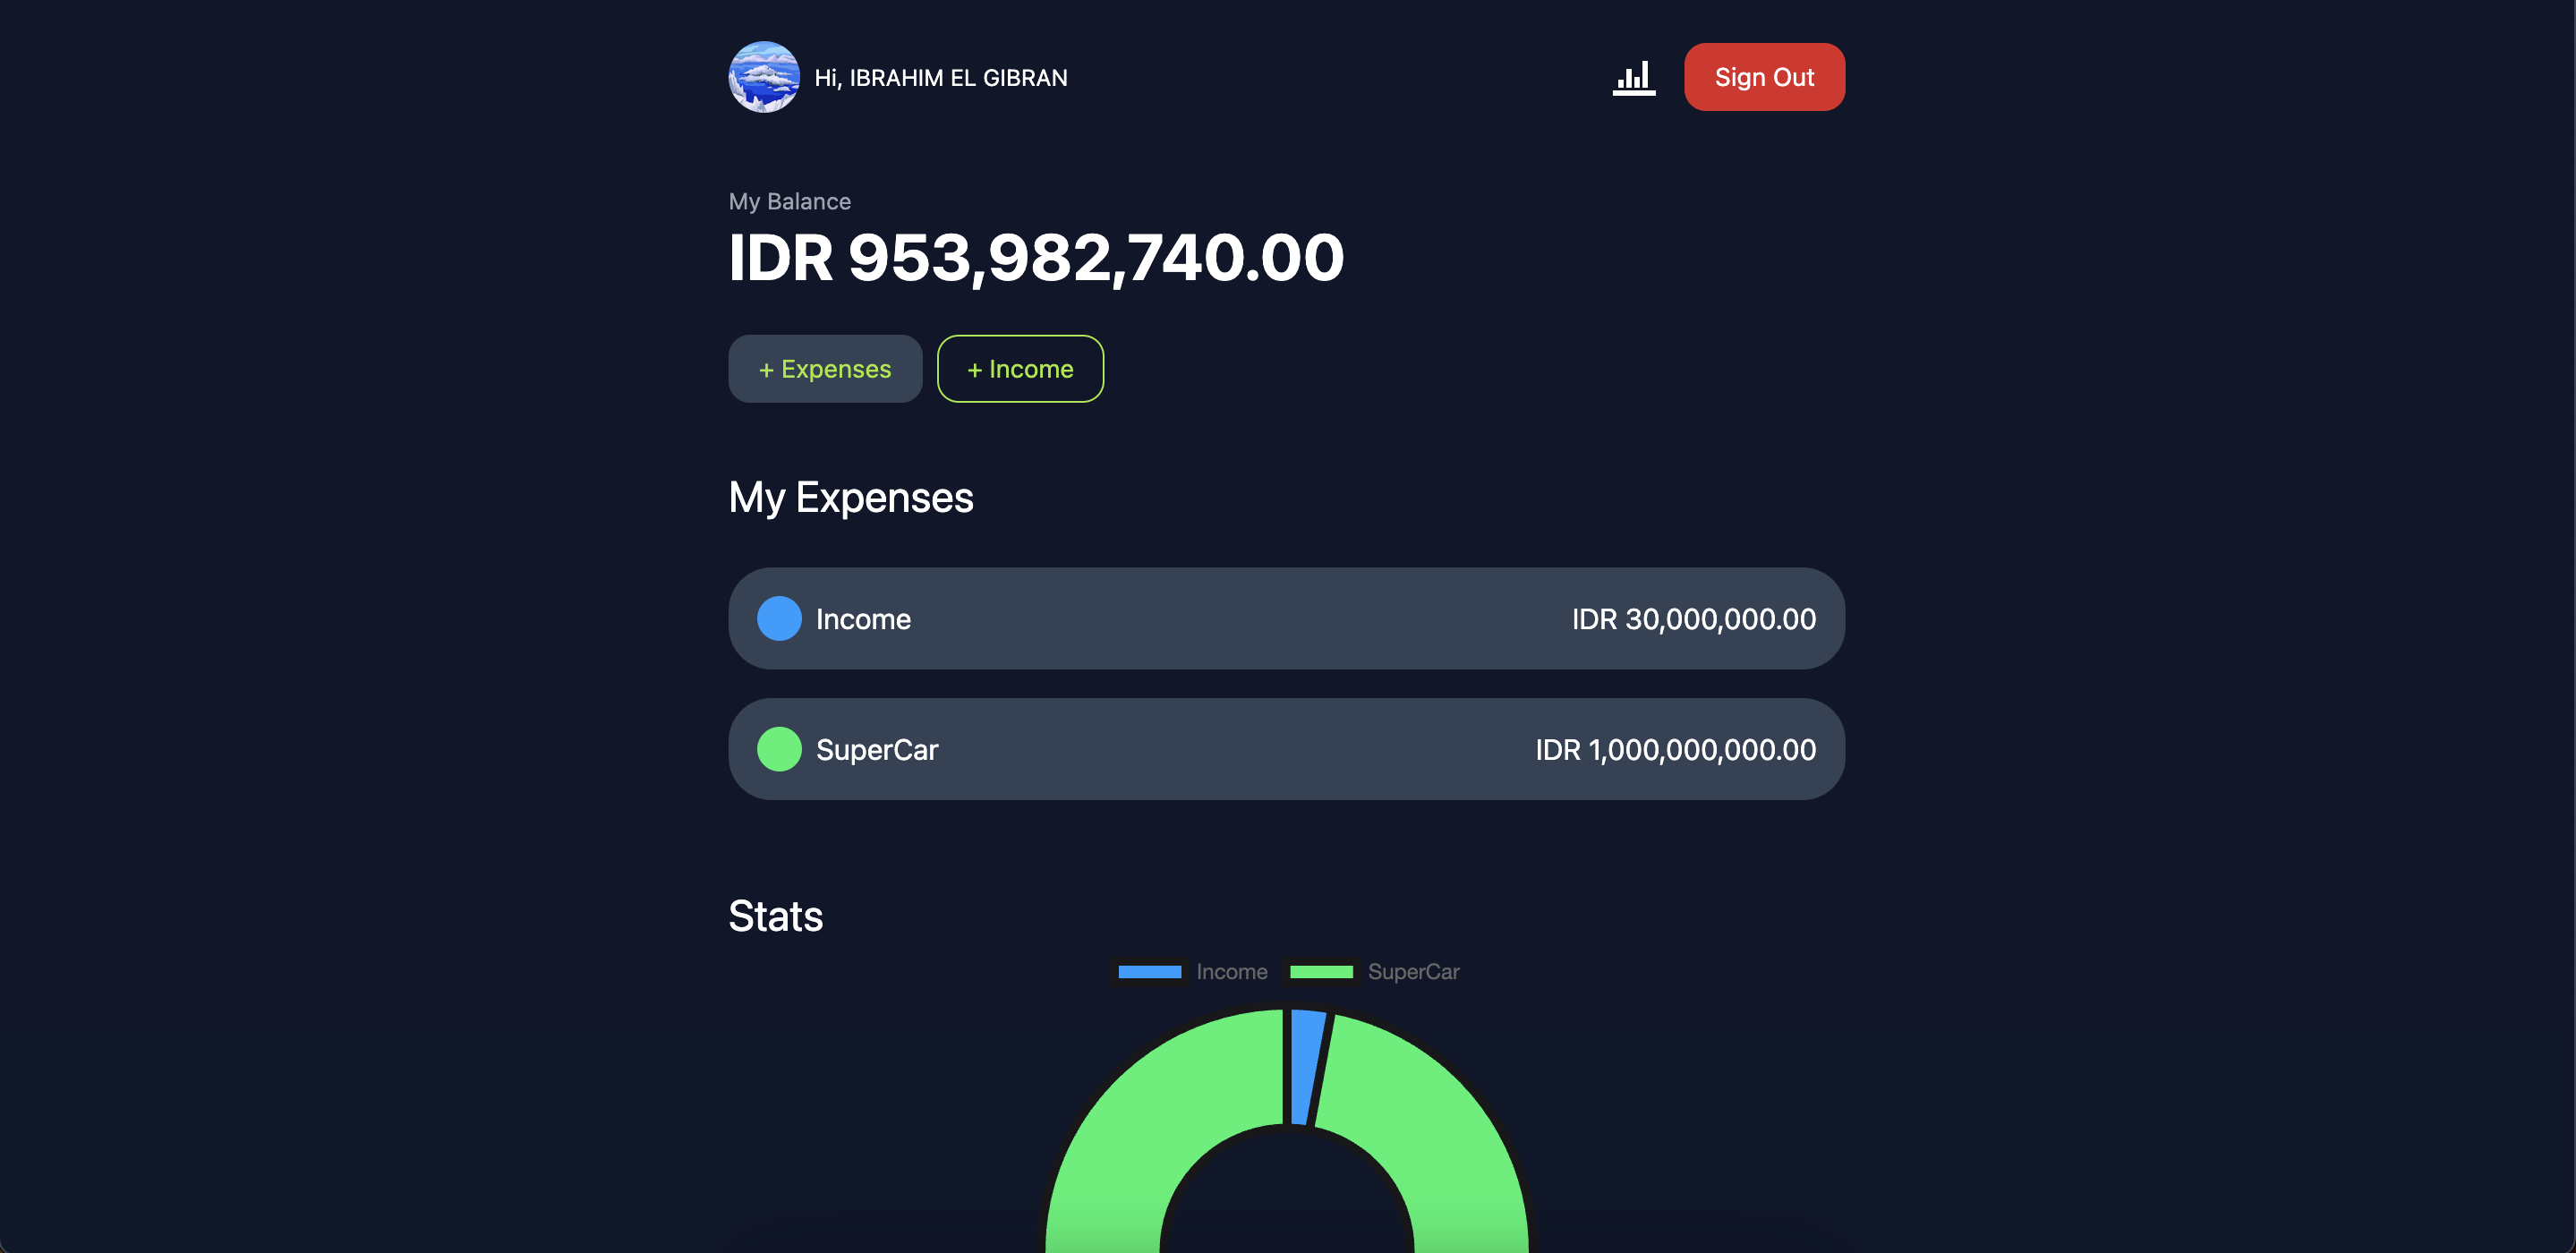 Hi, IBRAHIM EL GIBRAN
Sign Out
My Balance
IDR 953,982,740.00
+ Expenses
+ Income
My Expenses
Income
IDR 30,000,000.00
SuperCar
IDR 1,000,000,000.00
Stats
Income
SuperCar